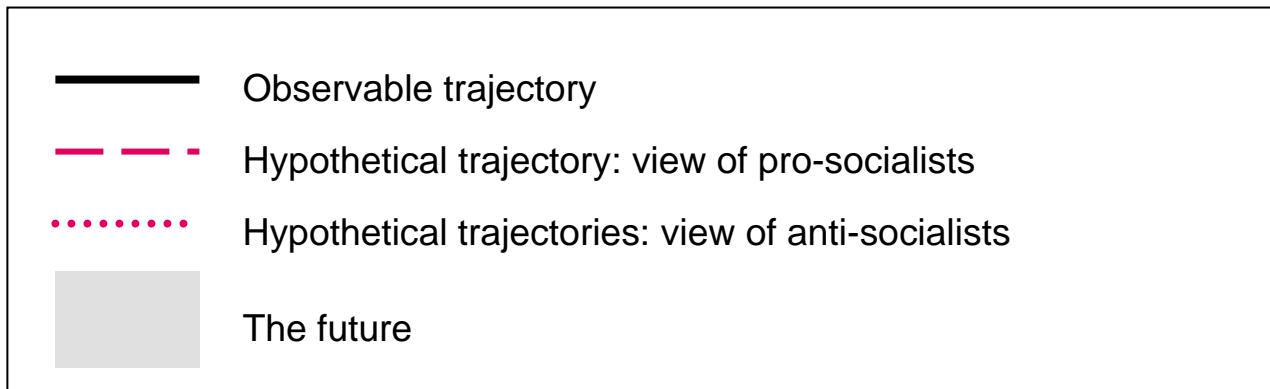 Observable trajectory
Hypothetical trajectory: view of pro-socialists
Hypothetical trajectories: view of anti-socialists
The future